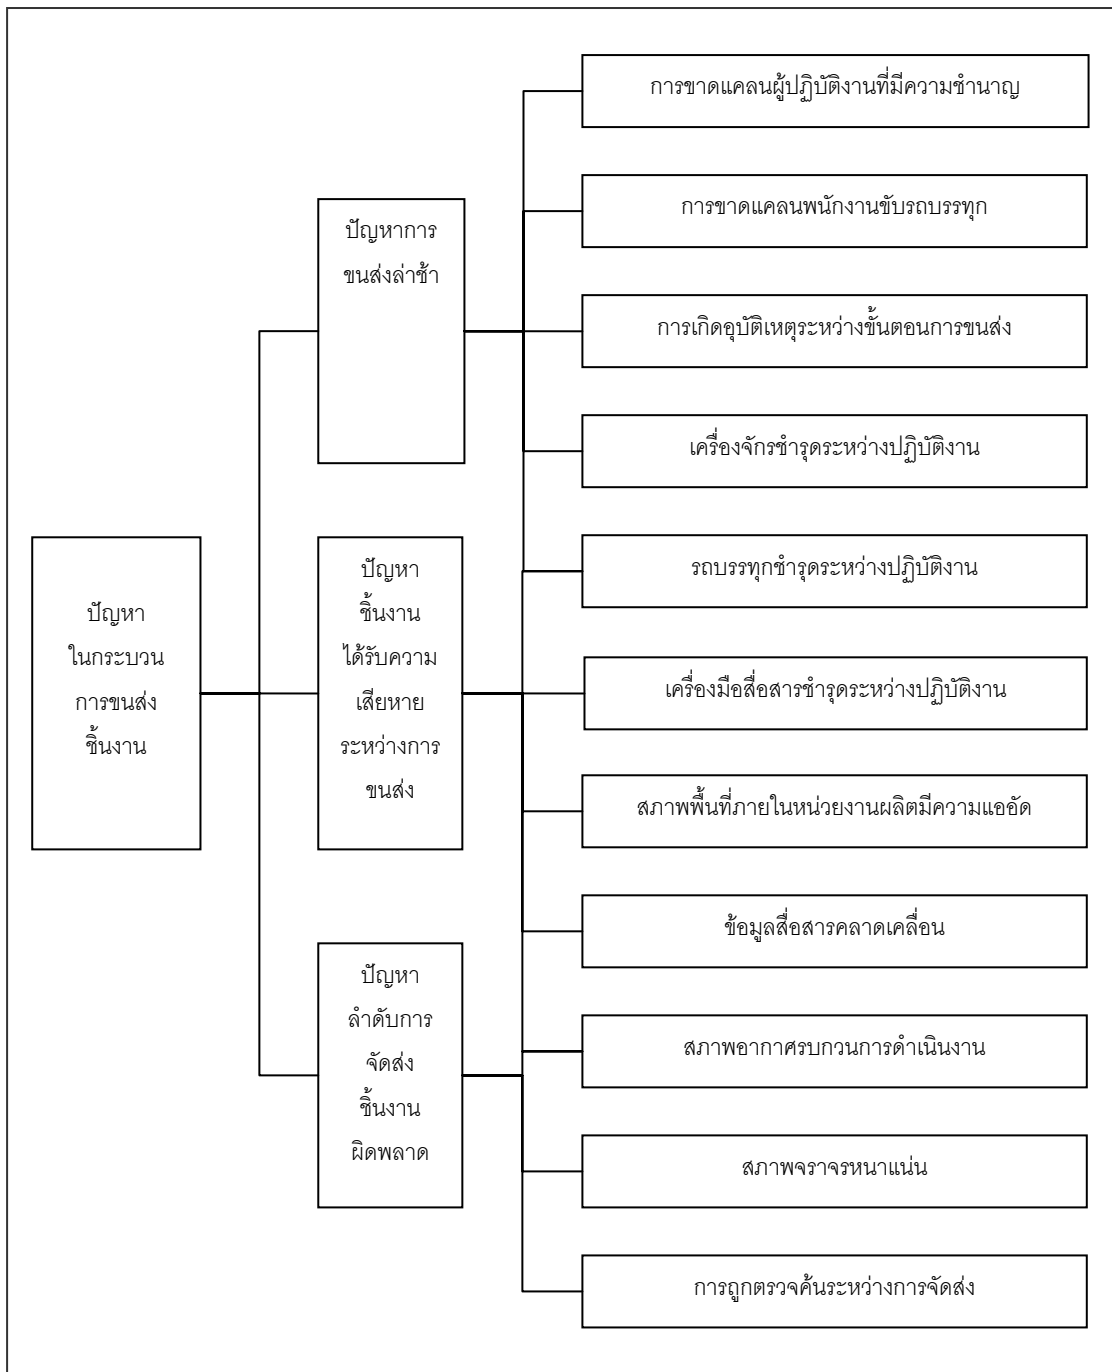 การขาดแคลนผู้ปฏิบัติงานที่มีความชำนาญ
การขาดแคลนพนักงานขับรถบรรทุก
ปัญหาการ
ขนส่งล่าช้า
การเกิดอุบัติเหตุระหว่างขั้นตอนการขนส่ง
เครื่องจักรชำรุดระหว่างปฏิบัติงาน
รถบรรทุกชำรุดระหว่างปฏิบัติงาน
ปัญหา
ในกระบวน
การขนส่ง
ชิ้นงาน
ปัญหา
ชิ้นงาน
ได้รับความ
เสียหาย
ระหว่างการ
ขนส่ง
เครื่องมือสื่อสารชำรุดระหว่างปฏิบัติงาน
สภาพพื้นที่ภายในหน่วยงานผลิตมีความแออัด
ข้อมูลสื่อสารคลาดเคลื่อน
ปัญหา
ลำดับการ
จัดส่ง
ชิ้นงาน
ผิดพลาด
สภาพอากาศรบกวนการดำเนินงาน
สภาพจราจรหนาแน่น
การถูกตรวจค้นระหว่างการจัดส่ง